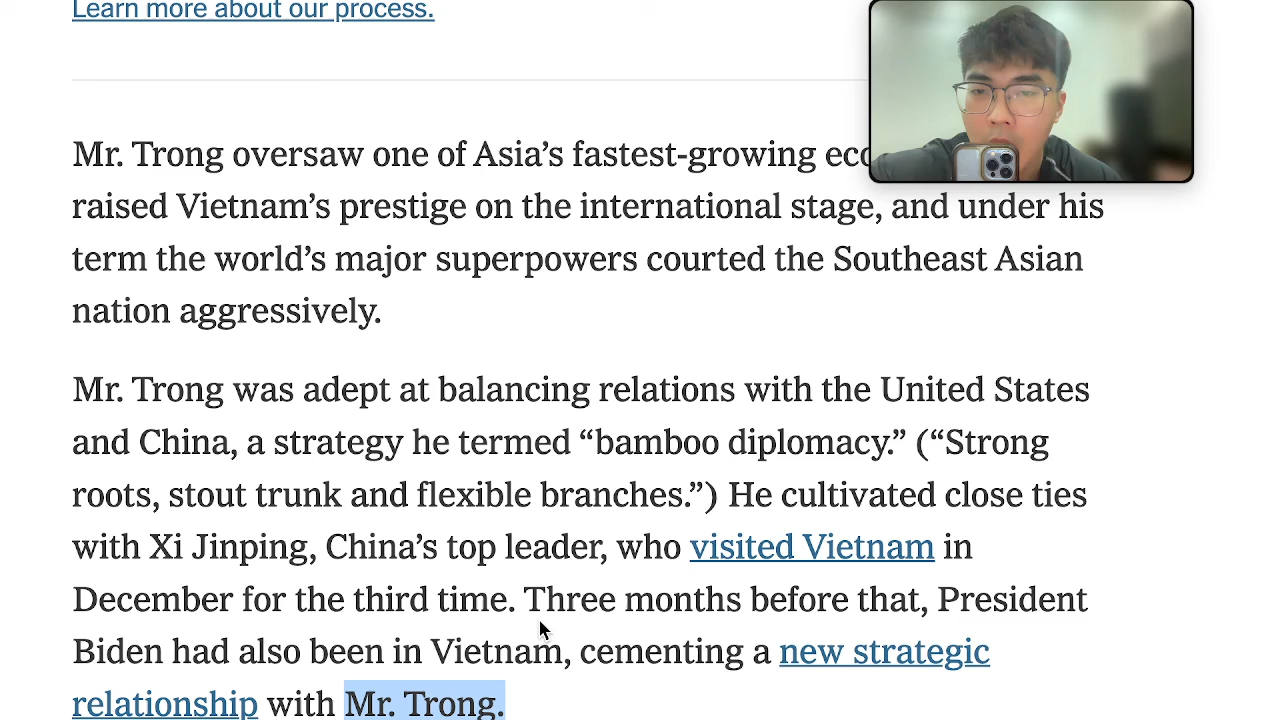 Learn more about our process.
Mr. Trong oversaw one of Asia’s fastest-growing
raised Vietnam’s prestige on the international stage, and under his
term the world’s major superpowers courted the Southeast Asian
nation aggressively.
Mr. Trong was adept at balancing relations with the United States
and China, a strategy he termed “bamboo diplomacy.” (“Strong
roots, stout trunk and flexible branches.”) He cultivated close ties
with Xi Jinping, China’s top leader, who visited Vietnam in
December for the third time. Three months before that, President
Biden had also been in Vietnam, cementing a new strategic
relationship with Mr. Trong.